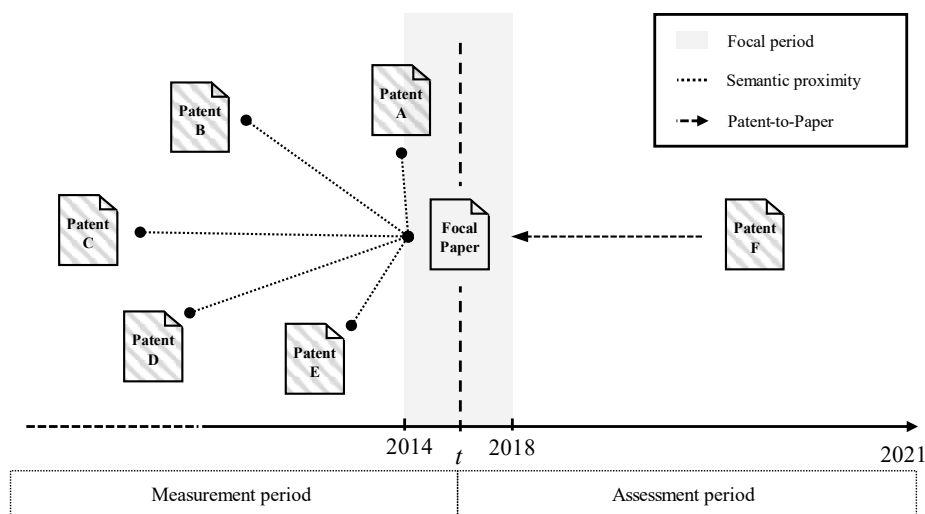 Focal period
Semantic proximity
Patent-to-Paper
Patent
A
Patent
B
Patent
C
Focal
Paper
Patent
F
Patent
D
Patent
E
2014
t
2018
2021
Measurement period
Assessment period